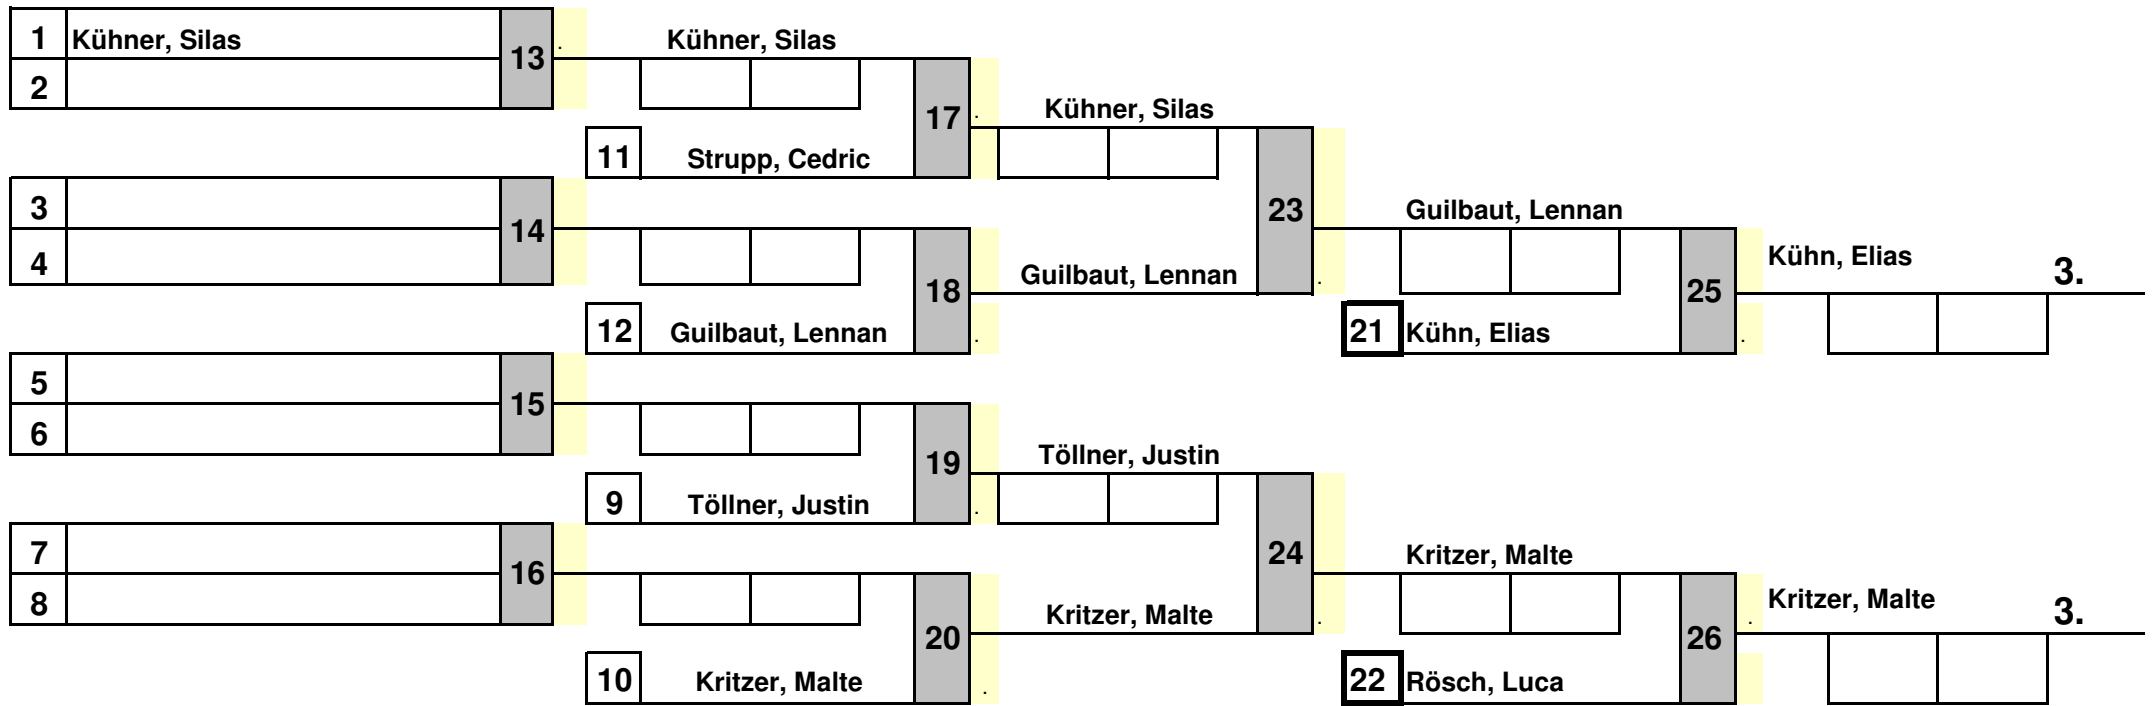 1 Kühner, Silas 13 . Kühner, Silas
2
17 . Kühner, Silas
11 Strupp, Cedric
3
14
23 Guilbaut, Lennan
4
18 Guilbaut, Lennan .
25 Kühn, Elias 3.
12 Guilbaut, Lennan .
21 Kühn, Elias .
5
15
6
19 Töllner, Justin
9 Töllner, Justin .
7
16
24 Kritzer, Malte
8
20 Kritzer, Malte .
26 . Kritzer, Malte 3.
10 Kritzer, Malte .
22 Rösch, Luca